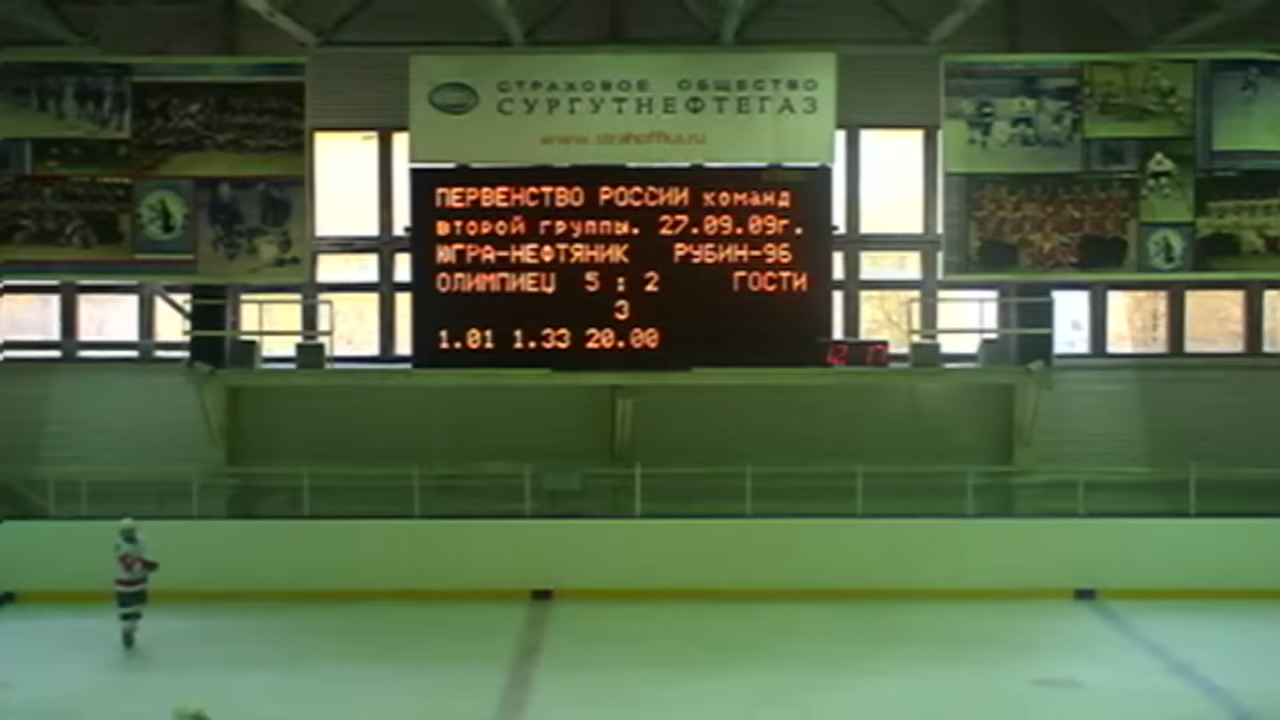 СТРАХОВОЕ ОБЩЕСТВО
СУРГУТНЕФТЕГАЗ
ПЕРВЕНСТВО РОССИИ команд
второй группы. 27.09.09г.
ЮГРА-НЕФТЯНИК РУБИН-96
ОЛИМПИЕЦ 5 : 2 ГОСТИ
3
1.01 1.33 20.00